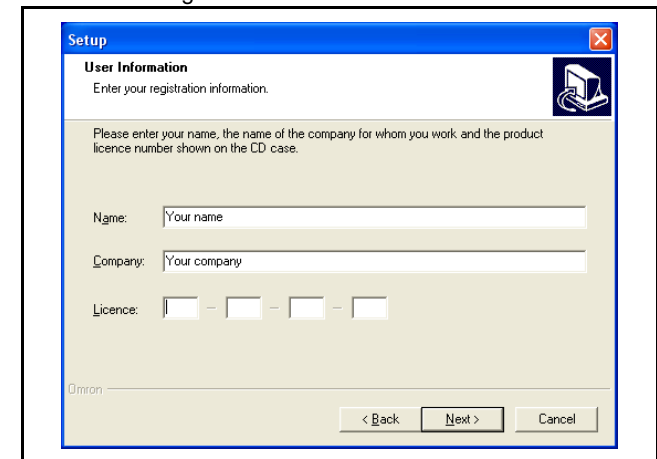 Setup
User Information
Enter your registration information.
Please enter your name, the name of the company for whom you work and the product
licence number shown on the CD case.
Name: Your name
Company: Your company
Licence: – – –
Omron
< Back Next > Cancel